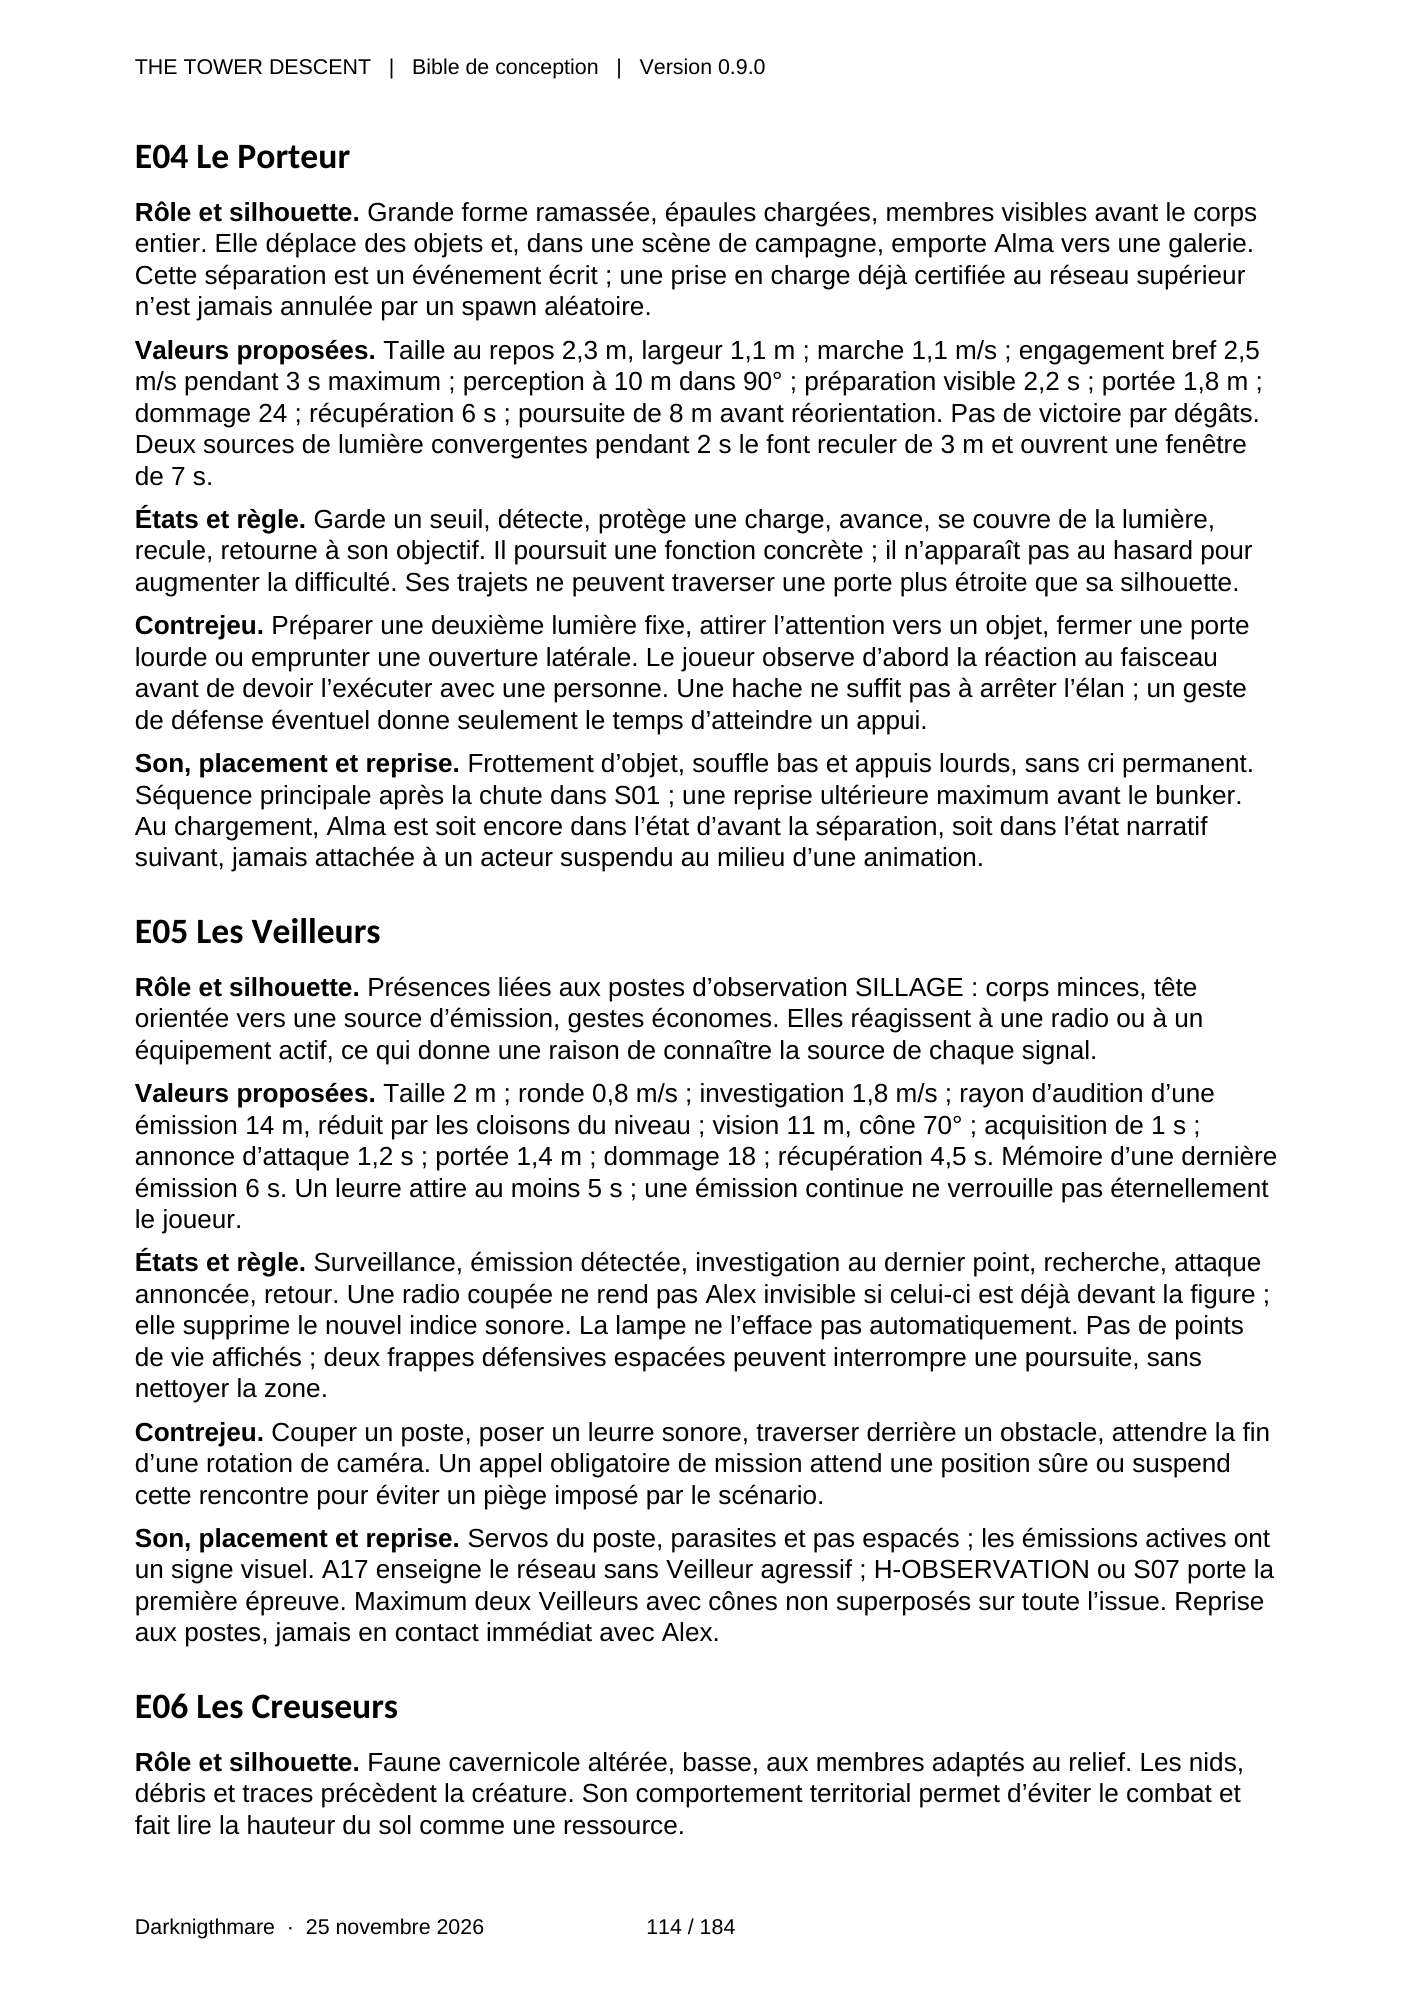 THE TOWER DESCENT | Bible de conception | Version 0.9.0
E04 Le Porteur
Rôle et silhouette. Grande forme ramassée, épaules chargées, membres visibles avant le corps
entier. Elle déplace des objets et, dans une scène de campagne, emporte Alma vers une galerie.
Cette séparation est un événement écrit ; une prise en charge déjà certifiée au réseau supérieur
n’est jamais annulée par un spawn aléatoire.
Valeurs proposées. Taille au repos 2,3 m, largeur 1,1 m ; marche 1,1 m/s ; engagement bref 2,5
m/s pendant 3 s maximum ; perception à 10 m dans 90° ; préparation visible 2,2 s ; portée 1,8 m ;
dommage 24 ; récupération 6 s ; poursuite de 8 m avant réorientation. Pas de victoire par dégâts.
Deux sources de lumière convergentes pendant 2 s le font reculer de 3 m et ouvrent une fenêtre
de 7 s.
États et règle. Garde un seuil, détecte, protège une charge, avance, se couvre de la lumière,
recule, retourne à son objectif. Il poursuit une fonction concrète ; il n’apparaît pas au hasard pour
augmenter la difficulté. Ses trajets ne peuvent traverser une porte plus étroite que sa silhouette.
Contrejeu. Préparer une deuxième lumière fixe, attirer l’attention vers un objet, fermer une porte
lourde ou emprunter une ouverture latérale. Le joueur observe d’abord la réaction au faisceau
avant de devoir l’exécuter avec une personne. Une hache ne suffit pas à arrêter l’élan ; un geste
de défense éventuel donne seulement le temps d’atteindre un appui.
Son, placement et reprise. Frottement d’objet, souffle bas et appuis lourds, sans cri permanent.
Séquence principale après la chute dans S01 ; une reprise ultérieure maximum avant le bunker.
Au chargement, Alma est soit encore dans l’état d’avant la séparation, soit dans l’état narratif
suivant, jamais attachée à un acteur suspendu au milieu d’une animation.
E05 Les Veilleurs
Rôle et silhouette. Présences liées aux postes d’observation SILLAGE : corps minces, tête
orientée vers une source d’émission, gestes économes. Elles réagissent à une radio ou à un
équipement actif, ce qui donne une raison de connaître la source de chaque signal.
Valeurs proposées. Taille 2 m ; ronde 0,8 m/s ; investigation 1,8 m/s ; rayon d’audition d’une
émission 14 m, réduit par les cloisons du niveau ; vision 11 m, cône 70° ; acquisition de 1 s ;
annonce d’attaque 1,2 s ; portée 1,4 m ; dommage 18 ; récupération 4,5 s. Mémoire d’une dernière
émission 6 s. Un leurre attire au moins 5 s ; une émission continue ne verrouille pas éternellement
le joueur.
États et règle. Surveillance, émission détectée, investigation au dernier point, recherche, attaque
annoncée, retour. Une radio coupée ne rend pas Alex invisible si celui-ci est déjà devant la figure ;
elle supprime le nouvel indice sonore. La lampe ne l’efface pas automatiquement. Pas de points
de vie affichés ; deux frappes défensives espacées peuvent interrompre une poursuite, sans
nettoyer la zone.
Contrejeu. Couper un poste, poser un leurre sonore, traverser derrière un obstacle, attendre la fin
d’une rotation de caméra. Un appel obligatoire de mission attend une position sûre ou suspend
cette rencontre pour éviter un piège imposé par le scénario.
Son, placement et reprise. Servos du poste, parasites et pas espacés ; les émissions actives ont
un signe visuel. A17 enseigne le réseau sans Veilleur agressif ; H-OBSERVATION ou S07 porte la
première épreuve. Maximum deux Veilleurs avec cônes non superposés sur toute l’issue. Reprise
aux postes, jamais en contact immédiat avec Alex.
E06 Les Creuseurs
Rôle et silhouette. Faune cavernicole altérée, basse, aux membres adaptés au relief. Les nids,
débris et traces précèdent la créature. Son comportement territorial permet d’éviter le combat et
fait lire la hauteur du sol comme une ressource.
Darknigthmare · 25 novembre 2026 114 / 184